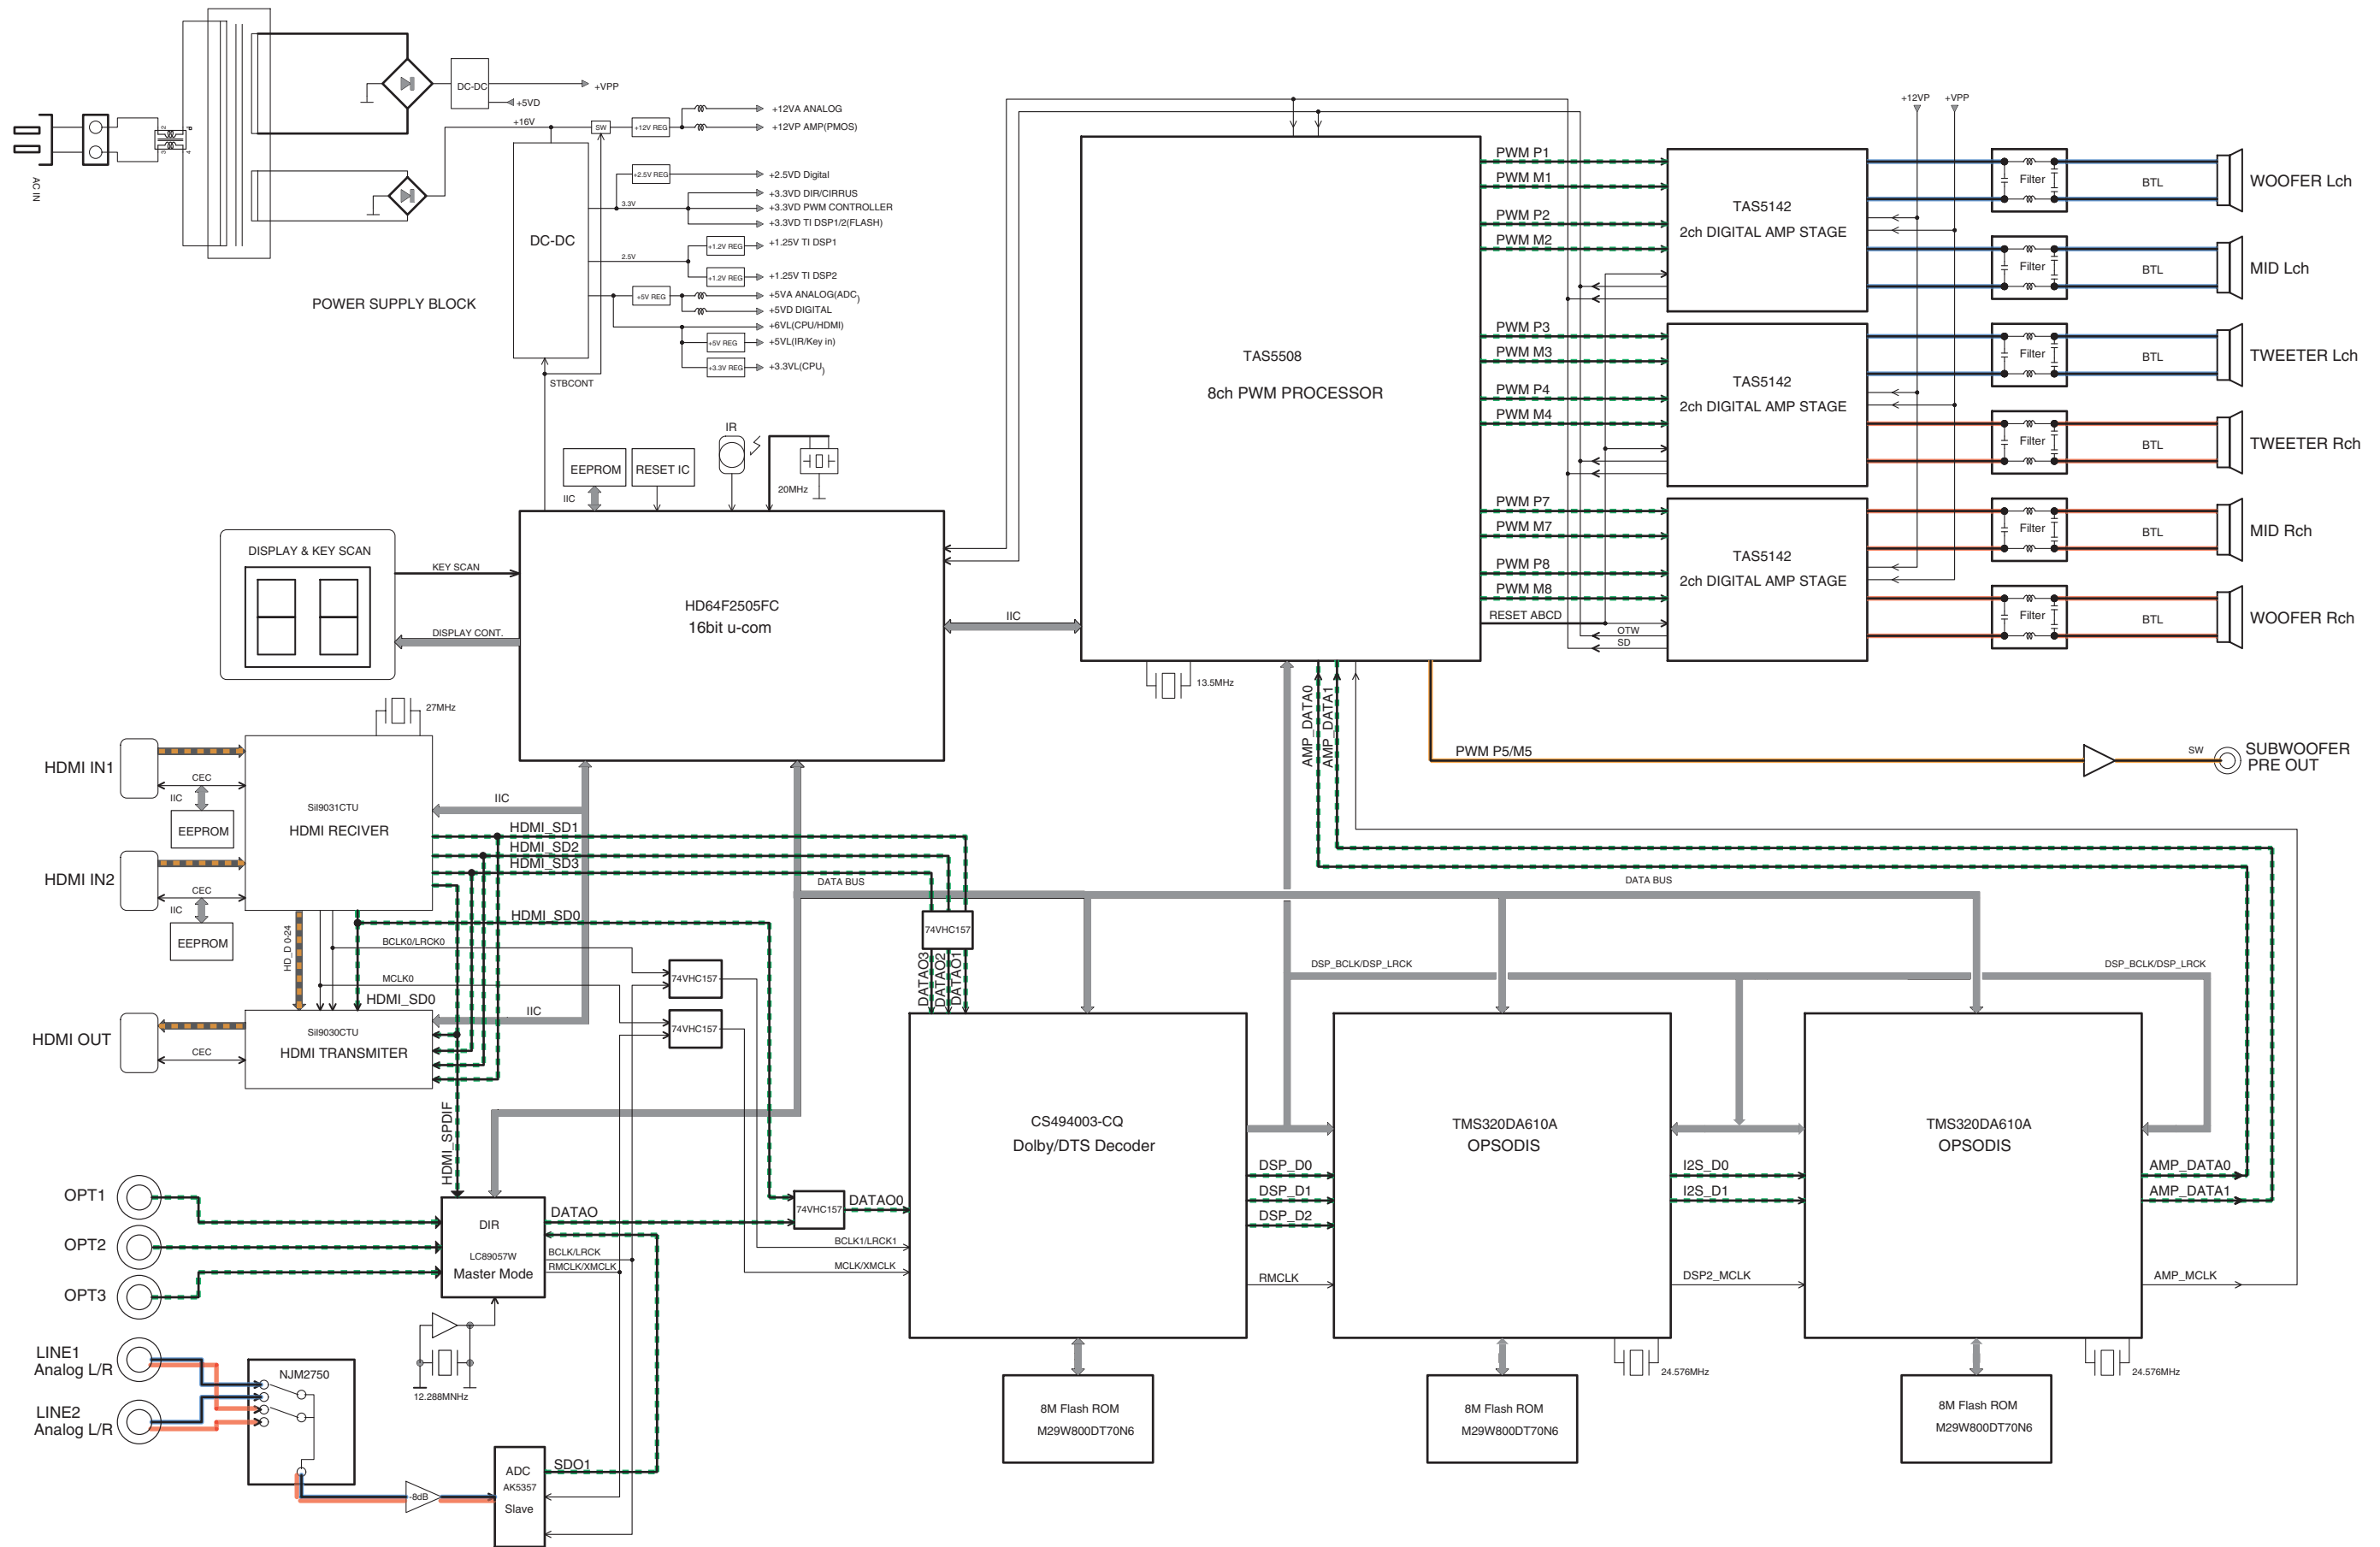 AC IN
2
3
4
DC-DC
+VPP
+5VD
+16V
SW
+12V REG
+12VA ANALOG
+12VP AMP(PMOS)
DC-DC
+2.5V REG
+2.5VD Digital
3.3V
+3.3VD DIR/CIRRUS
+3.3VD PWM CONTROLLER
+3.3VD TI DSP1/2(FLASH)
2.5V
+1.2V REG
+1.25V TI DSP1
+1.2V REG
+1.25V TI DSP2
+5V REG
+5VA ANALOG(ADC)
+5VD DIGITAL
+6VL(CPU/HDMI)
+5V REG
+5VL(IR/Key in)
+3.3V REG
+3.3VL(CPU)
POWER SUPPLY BLOCK
STBCONT
EEPROM
IIC
RESET IC
IR
20MHz
DISPLAY & KEY SCAN
KEY SCAN
DISPLAY CONT.
HD64F2505FC
16bit u-com
IIC
TAS5508
8ch PWM PROCESSOR
13.5MHz
PWM P1
PWM M1
PWM P2
PWM M2
PWM P3
PWM M3
PWM P4
PWM M4
PWM P7
PWM M7
PWM P8
PWM M8
RESET ABCD
OTW
SD
TAS5142
2ch DIGITAL AMP STAGE
TAS5142
2ch DIGITAL AMP STAGE
TAS5142
2ch DIGITAL AMP STAGE
+12VP
+VPP
Filter
BTL
WOOFER Lch
Filter
BTL
MID Lch
Filter
BTL
TWEETER Lch
Filter
BTL
TWEETER Rch
Filter
BTL
MID Rch
Filter
BTL
WOOFER Rch
AMP_DATA0
AMP_DATA1
PWM P5/M5
SW
SUBWOOFER
PRE OUT
27MHz
HDMI IN1
CEC
IIC
EEPROM
HDMI IN2
CEC
IIC
EEPROM
SiI9031CTU
HDMI RECIVER
IIC
HDMI_SD1
HDMI_SD2
HDMI_SD3
DATA BUS
DATA BUS
HDMI_SD0
HD_D 0-24
BCLK0/LRCK0
MCLK0
HDMI_SD0
HDMI OUT
CEC
SiI9030CTU
HDMI TRANSMITER
IIC
74VHC157
74VHC157
74VHC157
DATAO3
DATAO2
DATAO1
DSP_BCLK/DSP_LRCK
DSP_BCLK/DSP_LRCK
HDMI_SPDIF
OPT1
OPT2
OPT3
DIR
LC89057W
Master Mode
DATAO
BCLK/LRCK
RMCLK/XMCLK
12.288MNHz
74VHC157
DATAO0
BCLK1/LRCK1
MCLK/XMCLK
CS494003-CQ
Dolby/DTS Decoder
DSP_D0
DSP_D1
DSP_D2
RMCLK
TMS320DA610A
OPSODIS
I2S_D0
I2S_D1
DSP2_MCLK
TMS320DA610A
OPSODIS
AMP_DATA0
AMP_DATA1
AMP_MCLK
24.576MHz
24.576MHz
8M Flash ROM
M29W800DT70N6
8M Flash ROM
M29W800DT70N6
8M Flash ROM
M29W800DT70N6
LINE1
Analog L/R
LINE2
Analog L/R
NJM2750
-8dB
ADC
AK5357
Slave
SDO1